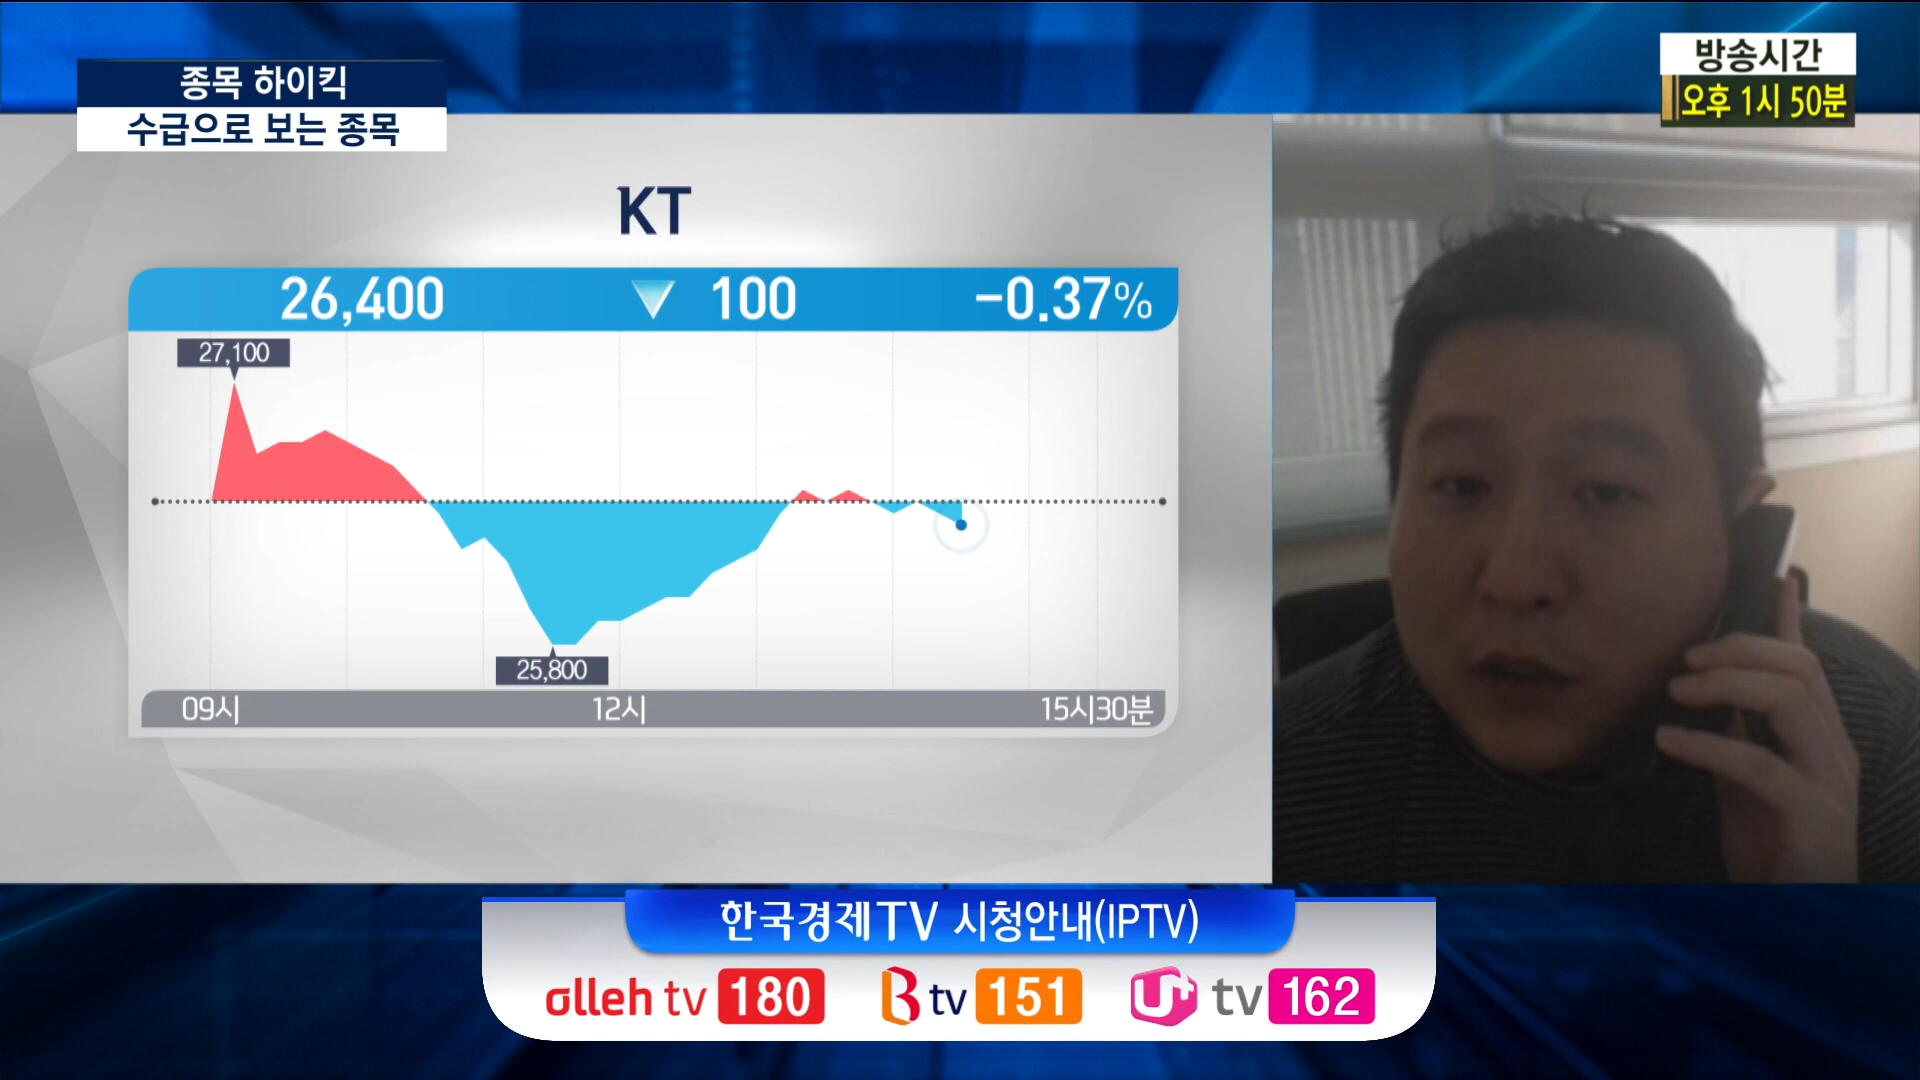 종목 하이킥
수급으로 보는 종목
방송시간
오후 1시 50분
KT
26,400 ▼ 100 -0.37%
27,100
25,800
09시 12시 15시30분
한국경제TV 시청안내(IPTV)
olleh tv 180 B tv 151 U+ tv 162